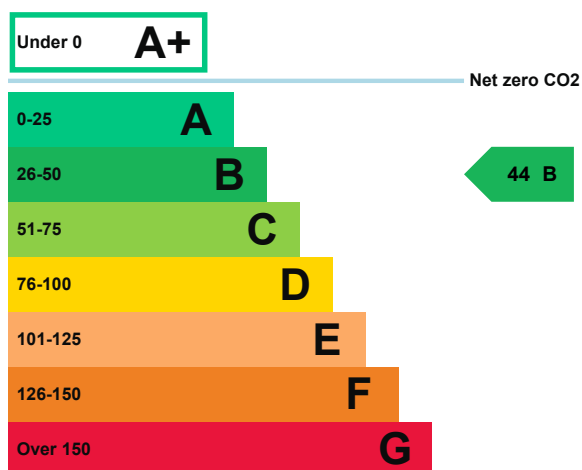 Under 0 A+
Net zero CO2
0-25 A
26-50 B 44 B
51-75 C
76-100 D
101-125 E
126-150 F
Over 150 G